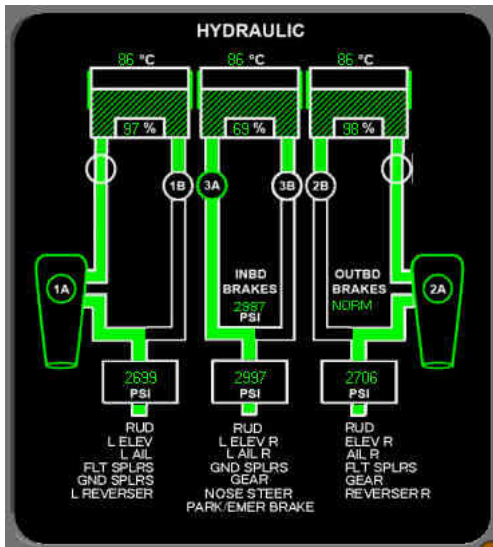 HYDRAULIC
86 °C 86 °C 86 °C
97 % 69 % 98 %
1B 3A 3B 2B
1A 2A
INBD OUTBD
BRAKES BRAKES
2997 NORM
PSI
2699 2997 2706
PSI PSI PSI
RUD RUD RUD
L ELEV L ELEV R ELEV R
L AIL L AIL R AIL R
FLT SPLRS GND SPLRS FLT SPLRS
GND SPLRS GEAR GEAR
L REVERSER NOSE STEER REVERSER R
PARK/EMER BRAKE